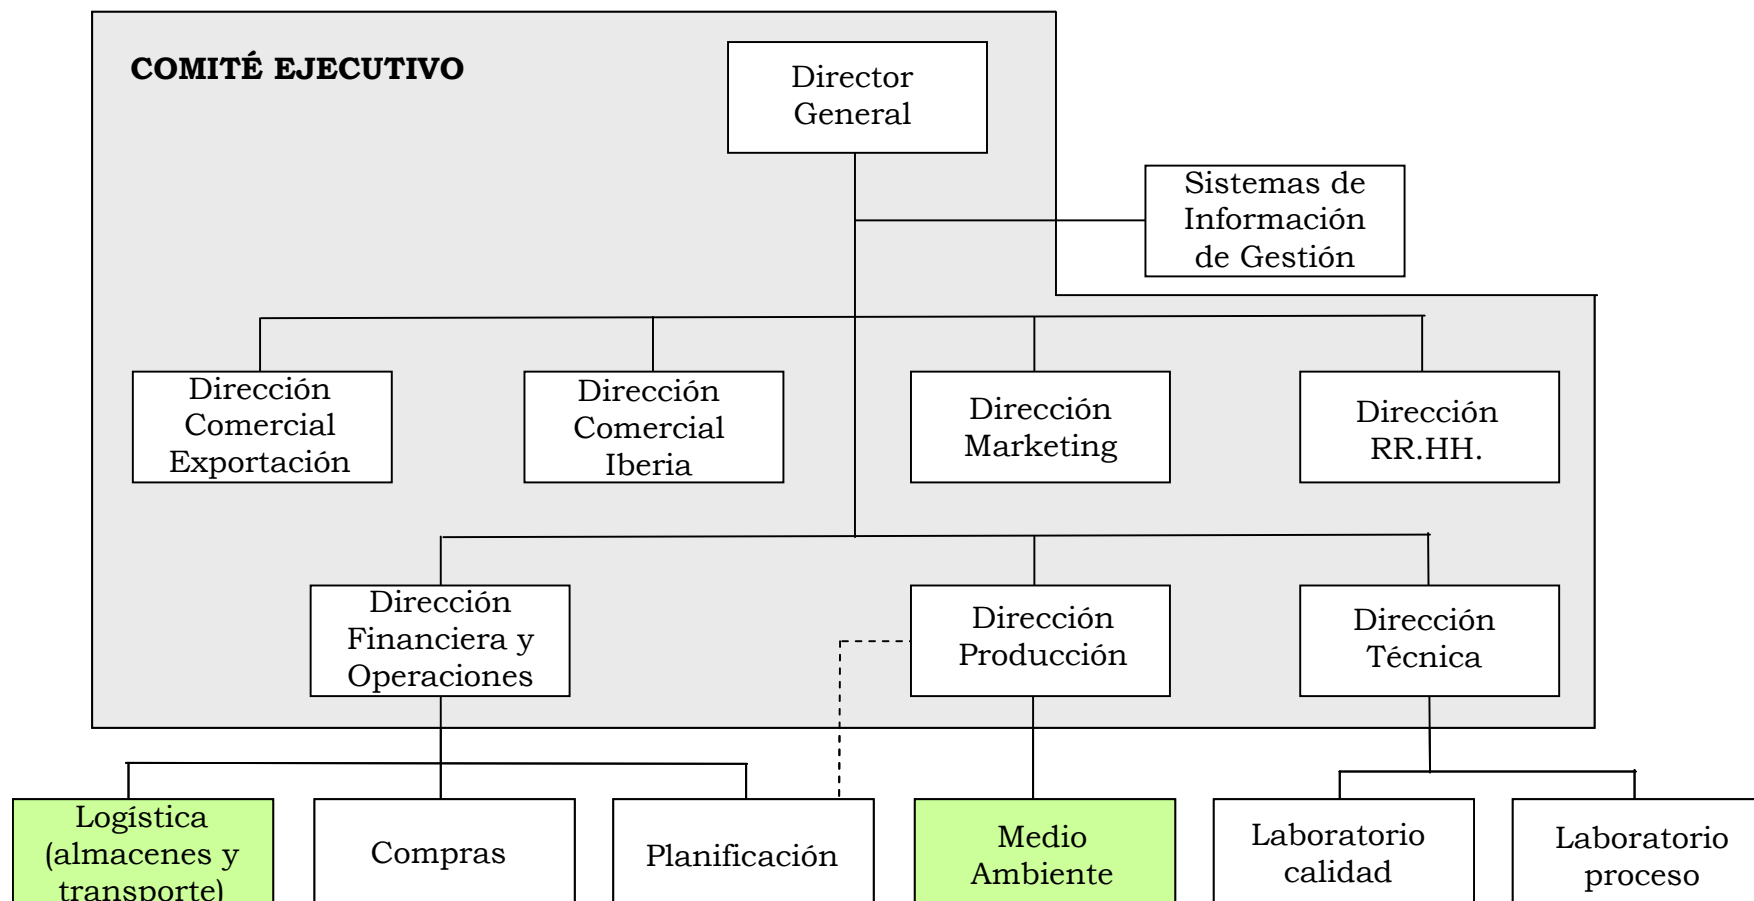 COMITÉ EJECUTIVO
Director
General
Sistemas de
Información
de Gestión
Dirección
Comercial
Exportación
Dirección
Comercial
Iberia
Dirección
Marketing
Dirección
RR.HH.
Dirección
Financiera y
Operaciones
Dirección
Producción
Dirección
Técnica
Logística
(almacenes y
transporte)
Compras
Planificación
Medio
Ambiente
Laboratorio
calidad
Laboratorio
proceso